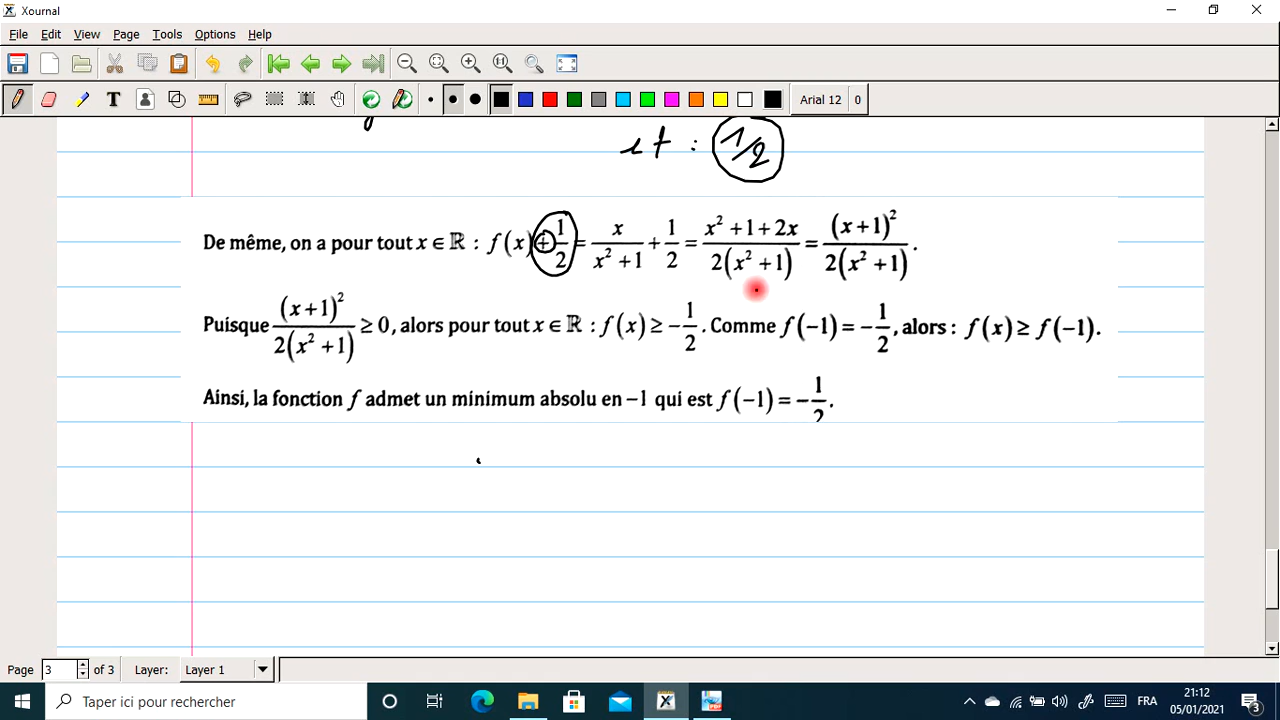 Xournal
File Edit View Page Tools Options Help
Arial 12 0
et : 1/2
De même, on a pour tout x ∈ ℝ : f(x) + 1/2 = x/(x² + 1) + 1/2 = (x² + 1 + 2x)/(2(x² + 1)) = (x + 1)²/(2(x² + 1)).
Puisque (x + 1)²/(2(x² + 1)) ≥ 0, alors pour tout x ∈ ℝ : f(x) ≥ -1/2. Comme f(-1) = -1/2, alors : f(x) ≥ f(-1).
Ainsi, la fonction f admet un minimum absolu en -1 qui est f(-1) = -1/2.
Page 3 of 3 Layer: Layer 1
Taper ici pour rechercher
FRA
21:12
05/01/2021
3